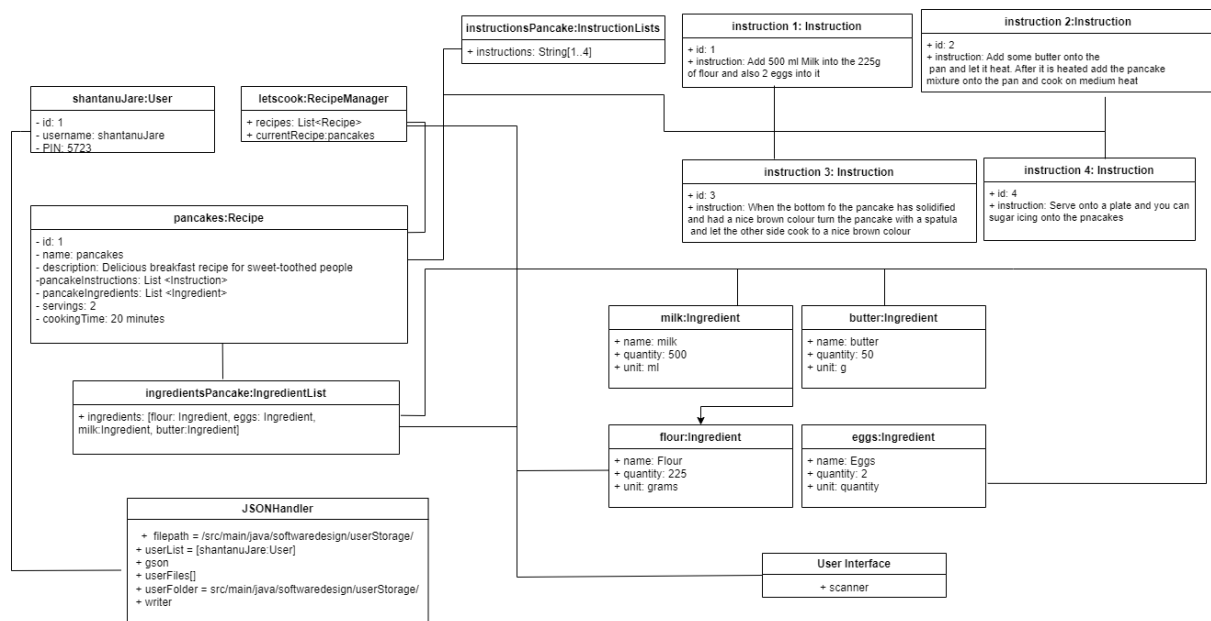 instructionsPancake:InstructionLists
+ instructions: String[1..4]
instruction 1: Instruction
+ id: 1
+ instruction: Add 500 ml Milk into the 225g
of flour and also 2 eggs into it
instruction 2:Instruction
+ id: 2
+ instruction: Add some butter onto the
pan and let it heat. After it is heated add the pancake
mixture onto the pan and cook on medium heat
shantanuJare:User
- id: 1
- username: shantanuJare
- PIN: 5723
letscook:RecipeManager
+ recipes: List<Recipe>
+ currentRecipe:pancakes
instruction 3: Instruction
+ id: 3
+ instruction: When the bottom fo the pancake has solidified
and had a nice brown colour turn the pancake with a spatula
and let the other side cook to a nice brown colour
instruction 4: Instruction
+ id: 4
+ instruction: Serve onto a plate and you can
sugar icing onto the pnacakes
pancakes:Recipe
- id: 1
- name: pancakes
- description: Delicious breakfast recipe for sweet-toothed people
-pancakeInstructions: List <Instruction>
- pancakeIngredients: List <Ingredient>
- servings: 2
- cookingTime: 20 minutes
milk:Ingredient
+ name: milk
+ quantity: 500
+ unit: ml
butter:Ingredient
+ name: butter
+ quantity: 50
+ unit: g
ingredientsPancake:IngredientList
+ ingredients: [flour: Ingredient, eggs: Ingredient,
milk:Ingredient, butter:Ingredient]
flour:Ingredient
+ name: Flour
+ quantity: 225
+ unit: grams
eggs:Ingredient
+ name: Eggs
+ quantity: 2
+ unit: quantity
JSONHandler
+ filepath = /src/main/java/softwaredesign/userStorage/
+ userList = [shantanuJare:User]
+ gson
+ userFiles[]
+ userFolder = src/main/java/softwaredesign/userStorage/
+ writer
User Interface
+ scanner